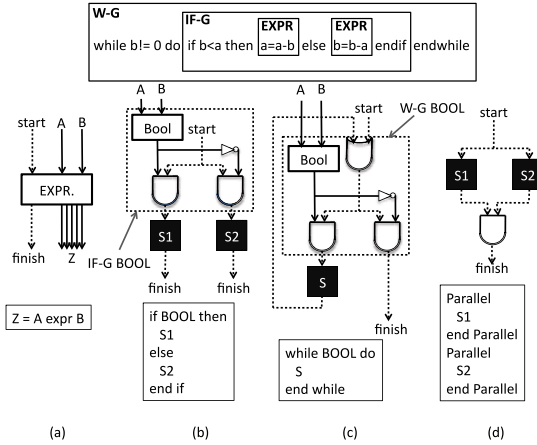 W-G
IF-G
EXPR
EXPR
while b!= 0 do if b<a then a=a-b else b=b-a endif endwhile
start
A
B
EXPR.
finish
Z
Z = A expr B
(a)
A
B
Bool
start
S1
S2
IF-G BOOL
finish
finish
if BOOL then
S1
else
S2
end if
(b)
A
B
start
W-G BOOL
Bool
S
finish
while BOOL do
S
end while
(c)
start
S1
S2
finish
Parallel
S1
end Parallel
Parallel
S2
end Parallel
(d)